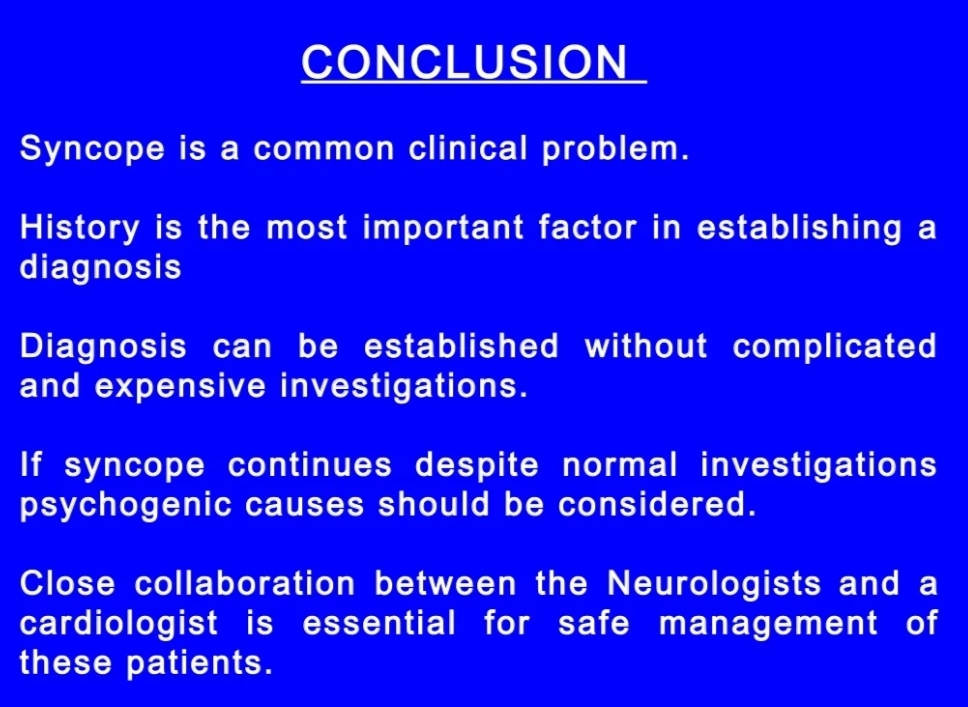 CONCLUSION
Syncope is a common clinical problem.
History is the most important factor in establishing a
diagnosis
Diagnosis can be established without complicated
and expensive investigations.
If syncope continues despite normal investigations
psychogenic causes should be considered.
Close collaboration between the Neurologists and a
cardiologist is essential for safe management of
these patients.